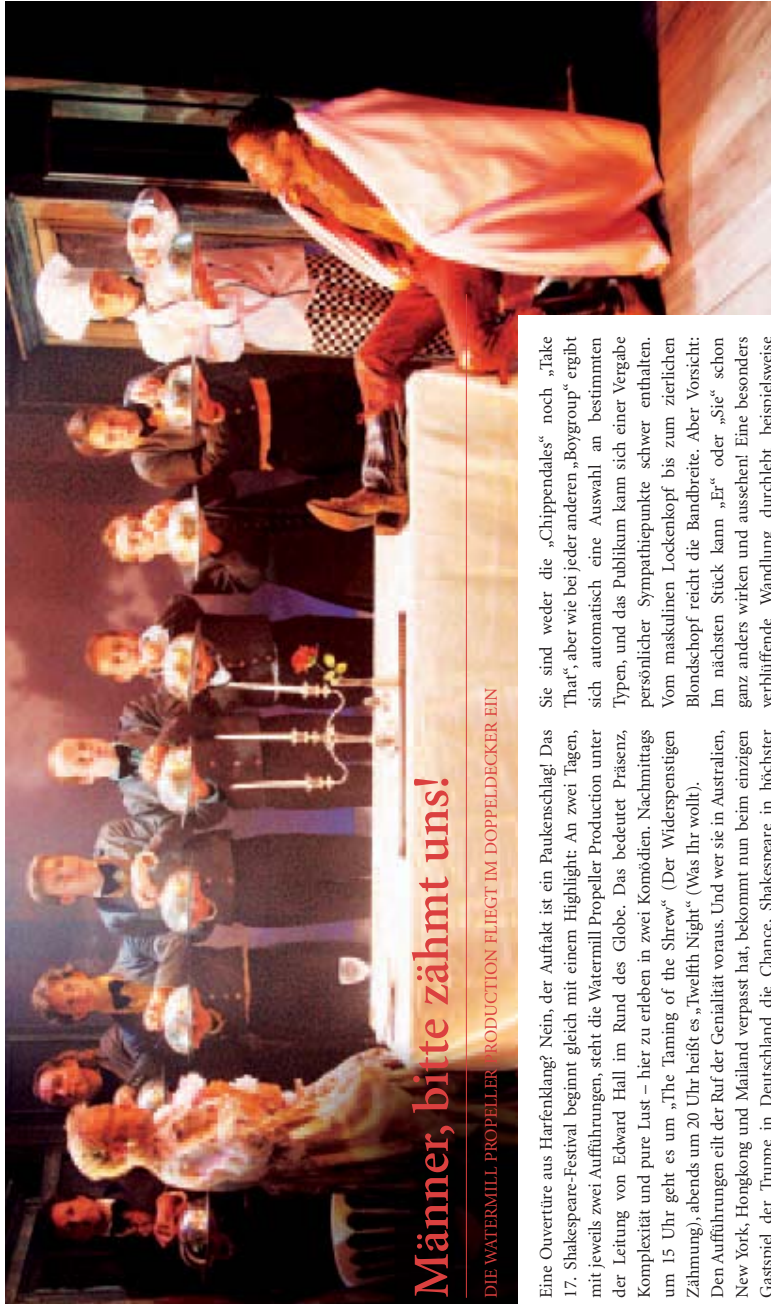 Männer, bitte zähmt uns!
DIE WATERMILL PROPELLER PRODUCTION FLIEGT IM DOPPELDECKER EIN
Eine Ouvertüre aus Harfenklang? Nein, der Auftakt ist ein Paukenschlag! Das
17. Shakespeare-Festival beginnt gleich mit einem Highlight: An zwei Tagen,
mit jeweils zwei Aufführungen, steht die Watermill Propeller Production unter
der Leitung von Edward Hall im Rund des Globe. Das bedeutet Präsenz,
Komplexität und pure Lust – hier zu erleben in zwei Komödien. Nachmittags
um 15 Uhr geht es um „The Taming of the Shrew“ (Der Widerspenstigen
Zähmung), abends um 20 Uhr heißt es „Twelfth Night“ (Was Ihr wollt).
Den Aufführungen eilt der Ruf der Genialität voraus. Und wer sie in Australien,
New York, Hongkong und Mailand verpasst hat, bekommt nun beim einzigen
Gastspiel der Truppe in Deutschland die Chance, Shakespeare in höchster
Sie sind weder die „Chippendales“ noch „Take
That“, aber wie bei jeder anderen „Boygroup“ ergibt
sich automatisch eine Auswahl an bestimmten
Typen, und das Publikum kann sich einer Vergabe
persönlicher Sympathiepunkte schwer enthalten.
Vom maskulinen Lockenkopf bis zum zierlichen
Blondschopf reicht die Bandbreite. Aber Vorsicht:
Im nächsten Stück kann „Er“ oder „Sie“ schon
ganz anders wirken und aussehen! Eine besonders
verblüffende Wandlung durchlebt beispielsweise